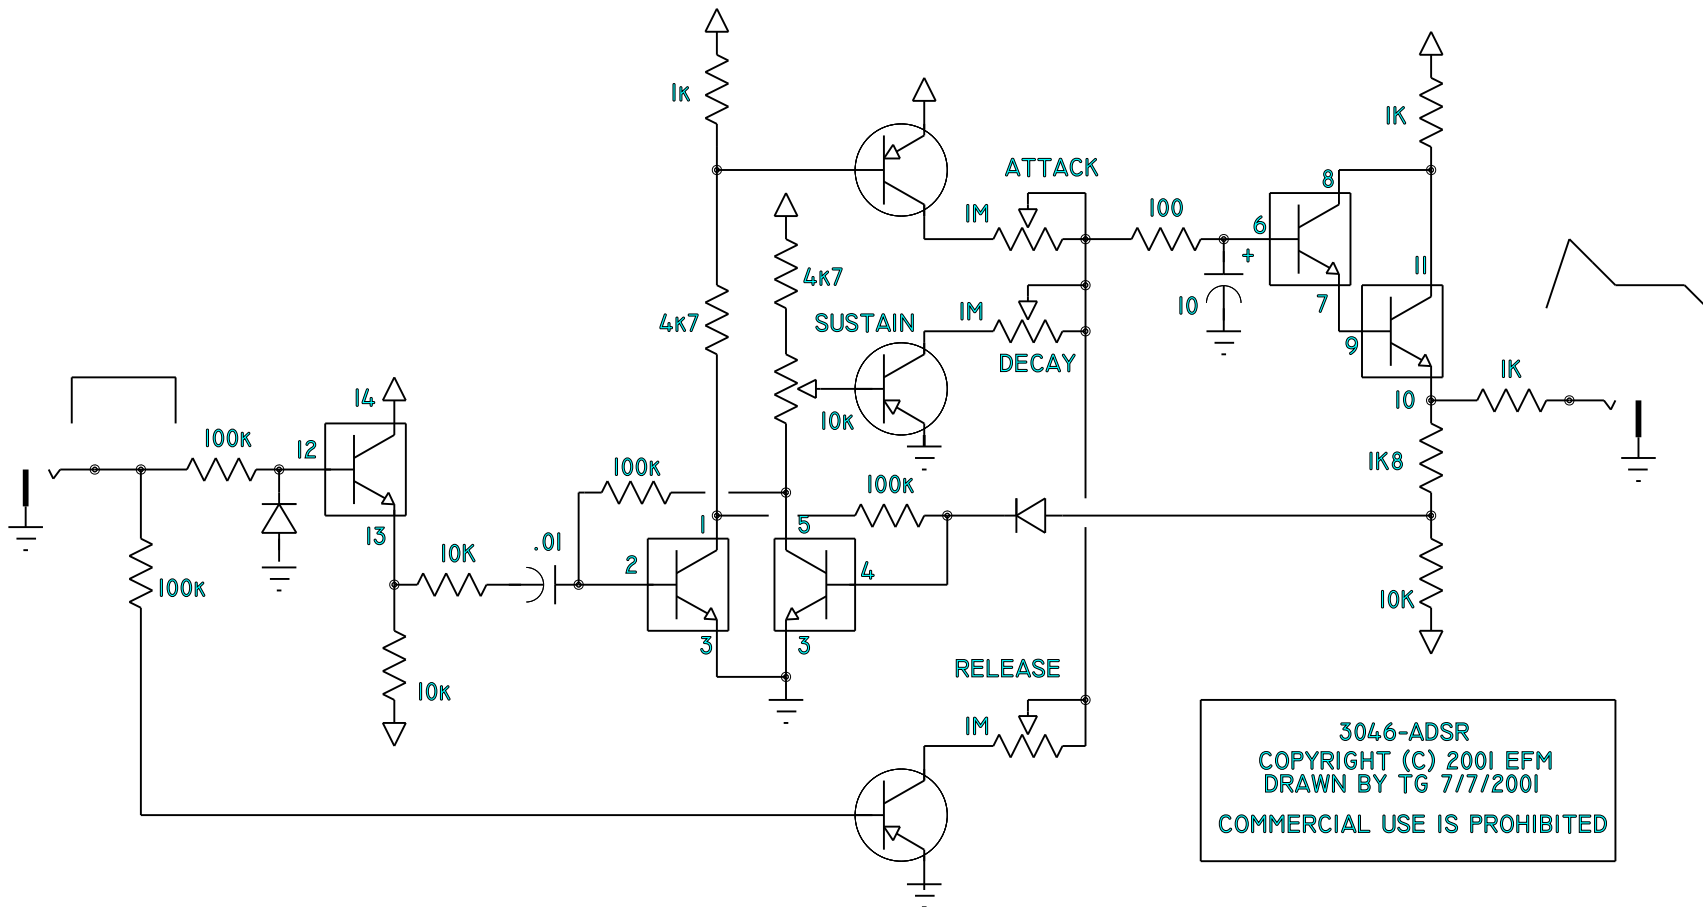 1K
1K
ATTACK
1M
100
8
6
+
11
4K7
4K7
SUSTAIN
1M
10
7
9
DECAY
1K
14
10
10K
100K
12
1K8
100K
100K
13
1
5
10K
.01
2
4
100K
10K
3
3
RELEASE
10K
1M
3046-ADSR
COPYRIGHT (C) 2001 EFM
DRAWN BY TG 7/7/2001
COMMERCIAL USE IS PROHIBITED